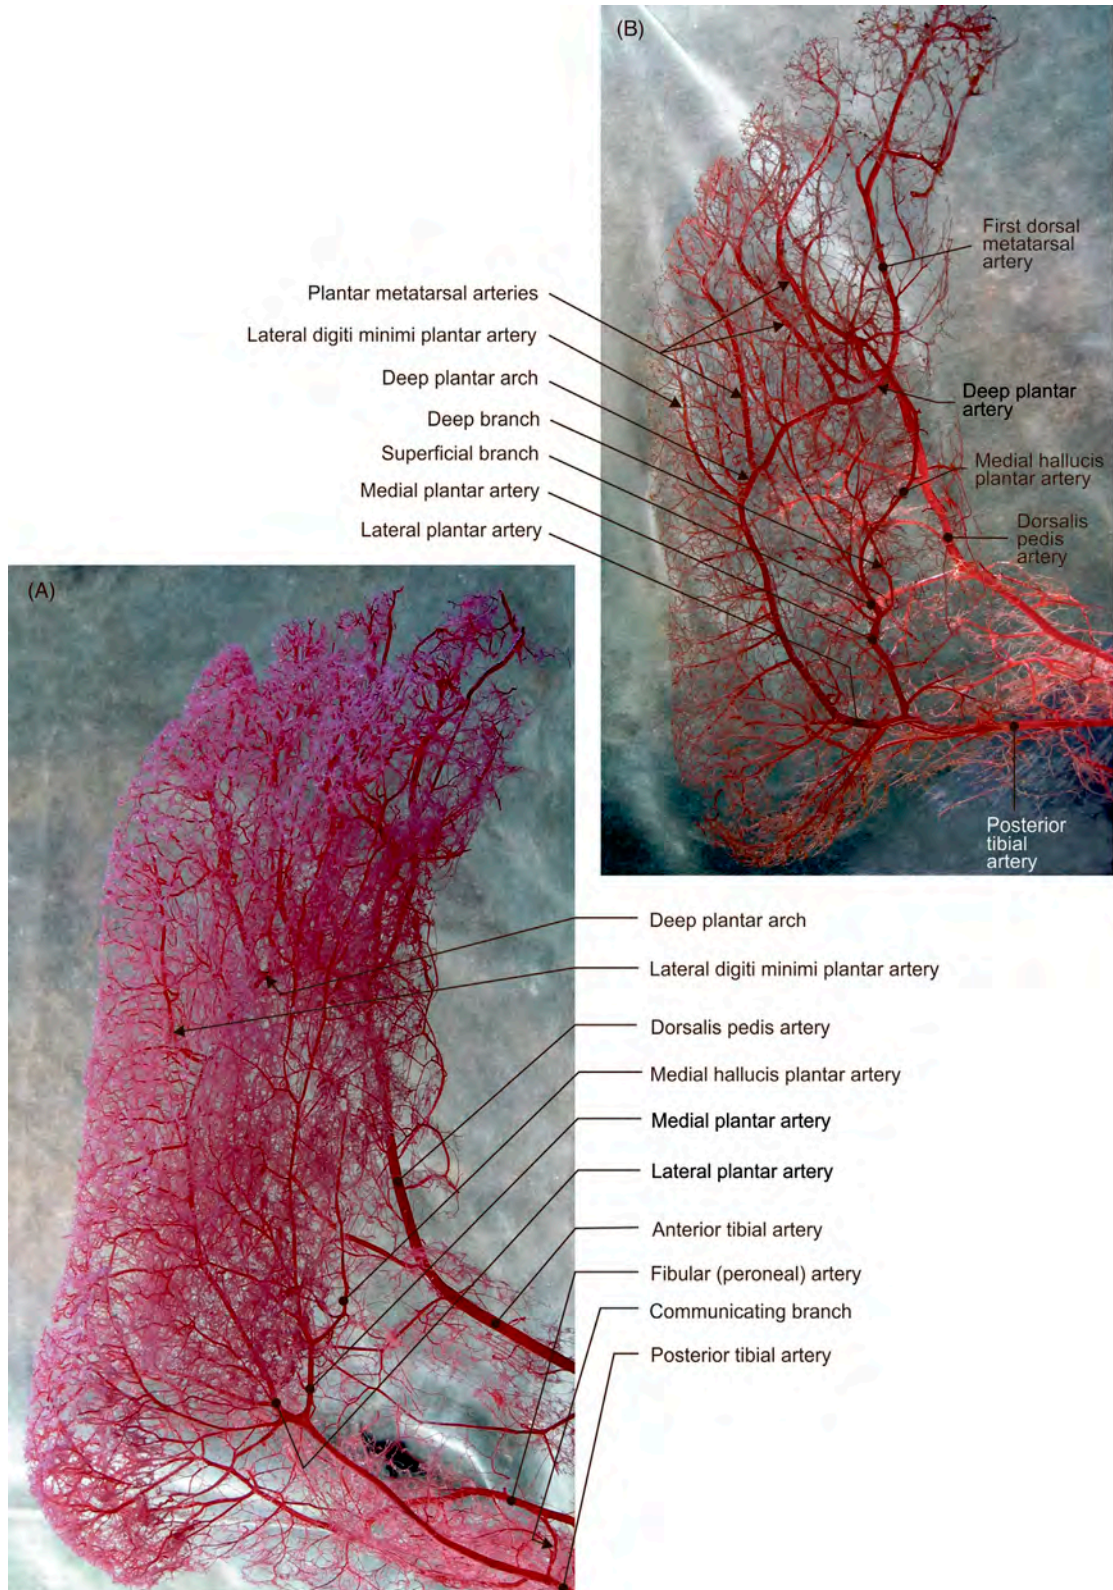 (B)
First dorsal
metatarsal
artery
Plantar metatarsal arteries
Lateral digiti minimi plantar artery
Deep plantar arch
Deep branch
Superficial branch
Medial plantar artery
Lateral plantar artery
Deep plantar
artery
Medial hallucis
plantar artery
Dorsalis
pedis
artery
Posterior
tibial
artery
(A)
Deep plantar arch
Lateral digiti minimi plantar artery
Dorsalis pedis artery
Medial hallucis plantar artery
Medial plantar artery
Lateral plantar artery
Anterior tibial artery
Fibular (peroneal) artery
Communicating branch
Posterior tibial artery